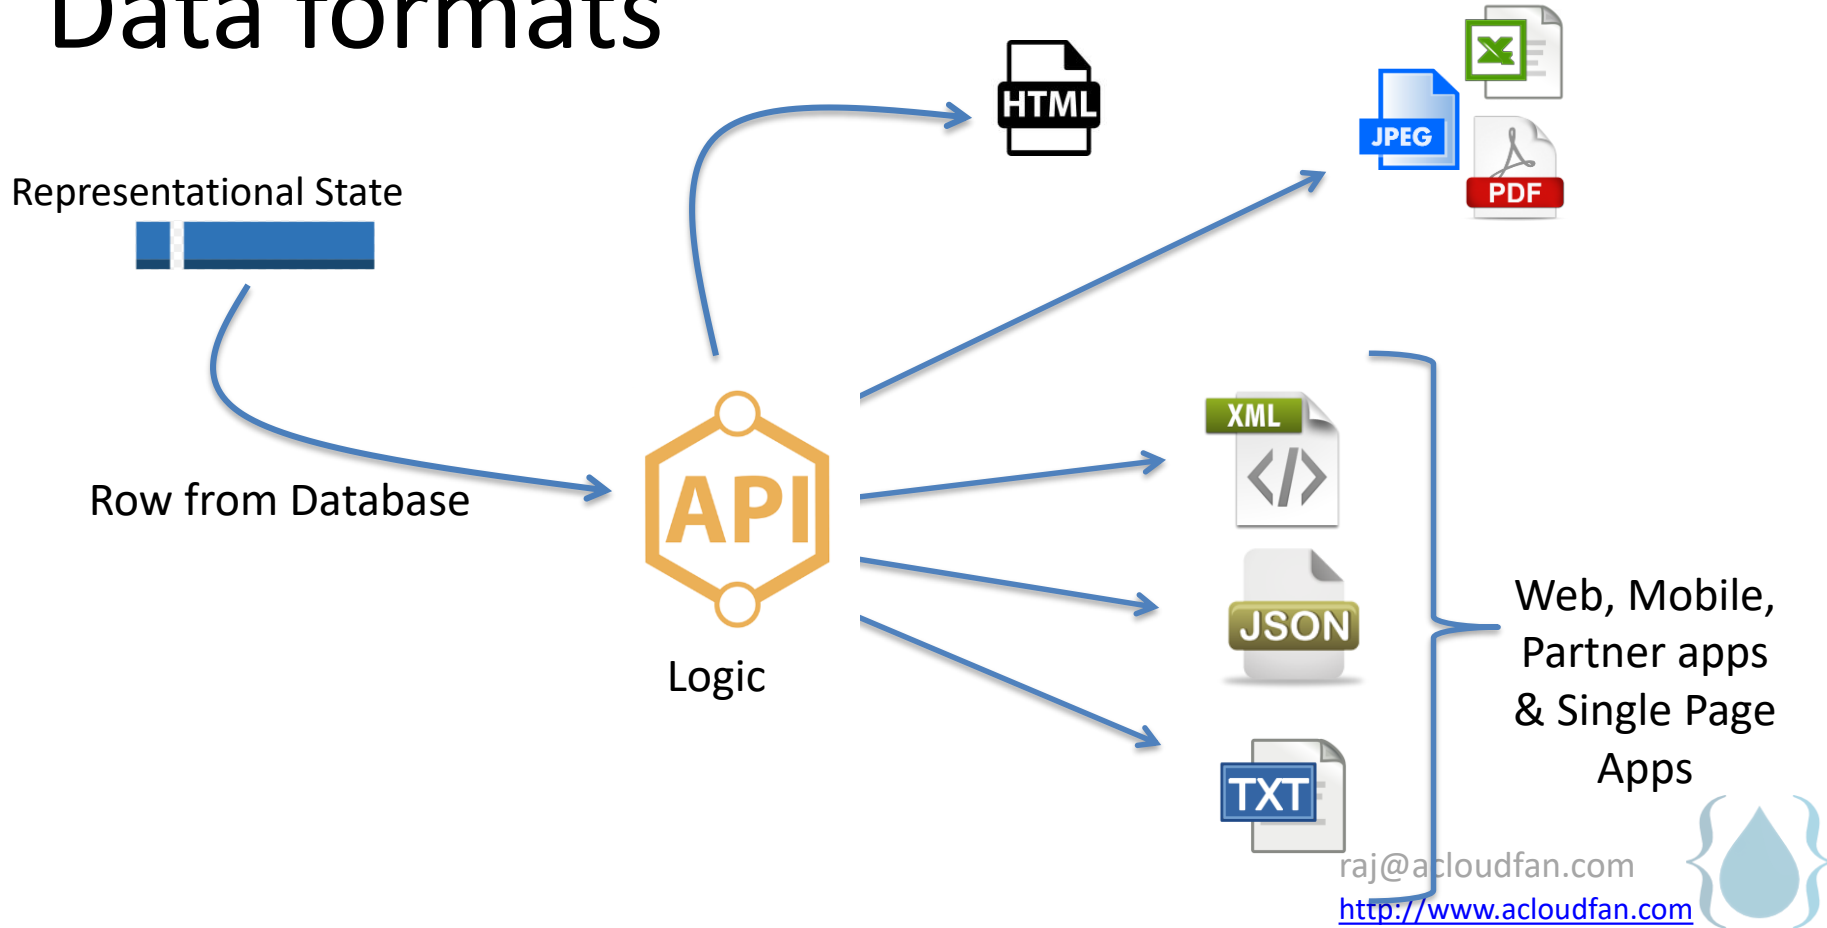 Data formats
HTML
JPEG
PDF
Representational State
Row from Database
API
Logic
XML
</>
JSON
TXT
Web, Mobile,
Partner apps
& Single Page
Apps
raj@acloudfan.com
http://www.acloudfan.com